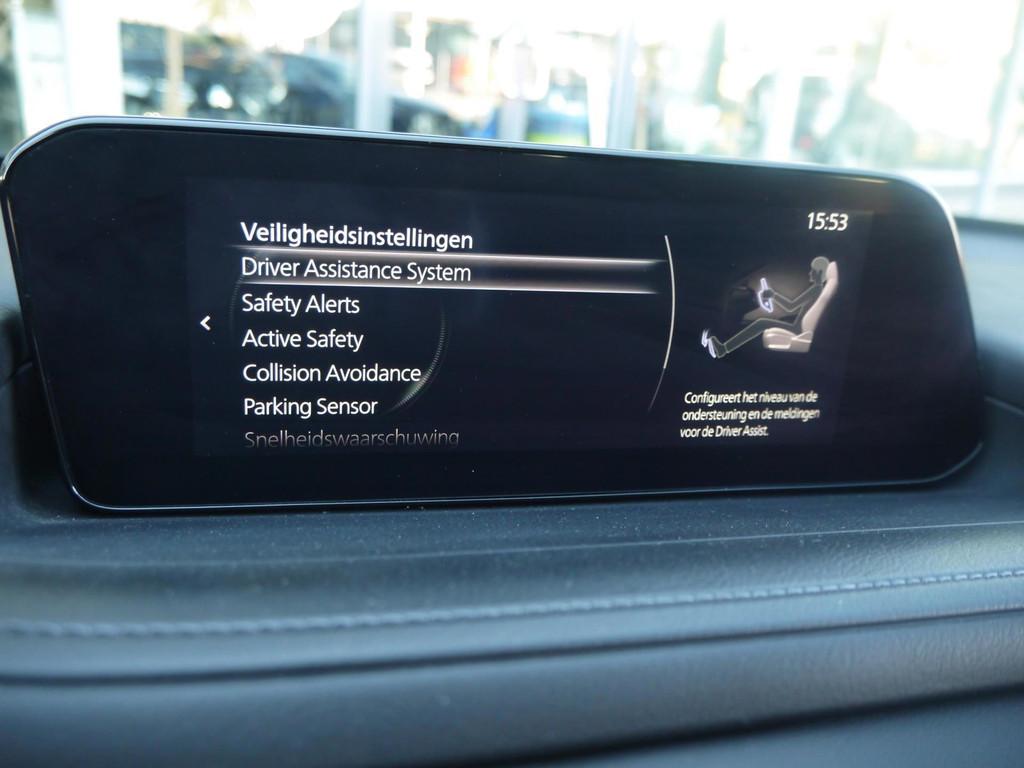 Veiligheidsinstellingen
15:53
Driver Assistance System
Safety Alerts
Active Safety
Collision Avoidance
Parking Sensor
Snelheidswaarschuwing
Configureert het niveau van de
ondersteuning en de meldingen
voor de Driver Assist.